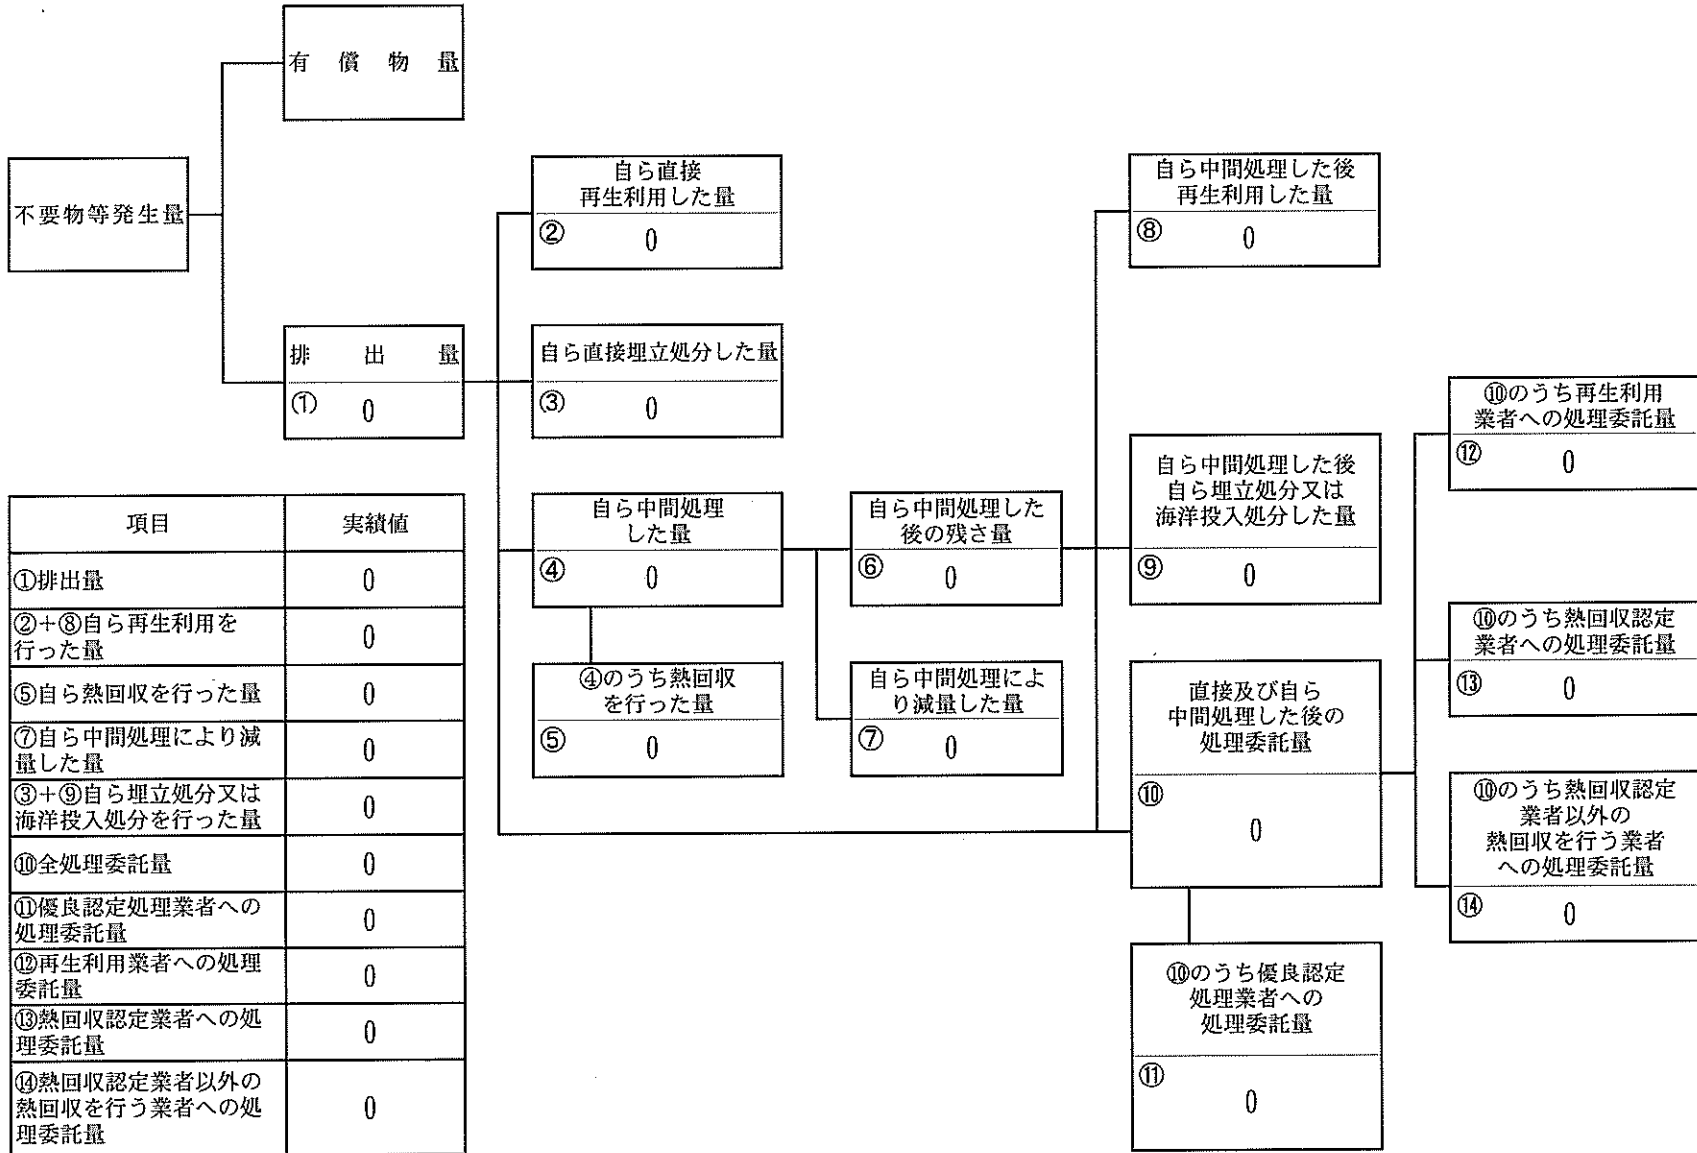 有償物量
不要物等発生量
排出量
① 0
自ら直接
再生利用した量
② 0
自ら直接埋立処分した量
③ 0
自ら中間処理
した量
④ 0
④のうち熱回収
を行った量
⑤ 0
自ら中間処理した
後の残さ量
⑥ 0
自ら中間処理によ
り減量した量
⑦ 0
自ら中間処理した後
再生利用した量
⑧ 0
自ら中間処理した後
自ら埋立処分又は
海洋投入処分した量
⑨ 0
直接及び自ら
中間処理した後の
処理委託量
⑩
0
⑩のうち優良認定
処理業者への
処理委託量
⑪
0
⑩のうち再生利用
業者への処理委託量
⑫ 0
⑩のうち熱回収認定
業者への処理委託量
⑬ 0
⑩のうち熱回収認定
業者以外の
熱回収を行う業者
への処理委託量
⑭ 0
項目 実績値
①排出量 0
②+⑧自ら再生利用を
行った量 0
⑤自ら熱回収を行った量 0
⑦自ら中間処理により減
量した量 0
③+⑨自ら埋立処分又は
海洋投入処分を行った量 0
⑩全処理委託量 0
⑪優良認定処理業者への
処理委託量 0
⑫再生利用業者への処理
委託量 0
⑬熱回収認定業者への処
理委託量 0
⑭熱回収認定業者以外の
熱回収を行う業者への処
理委託量 0